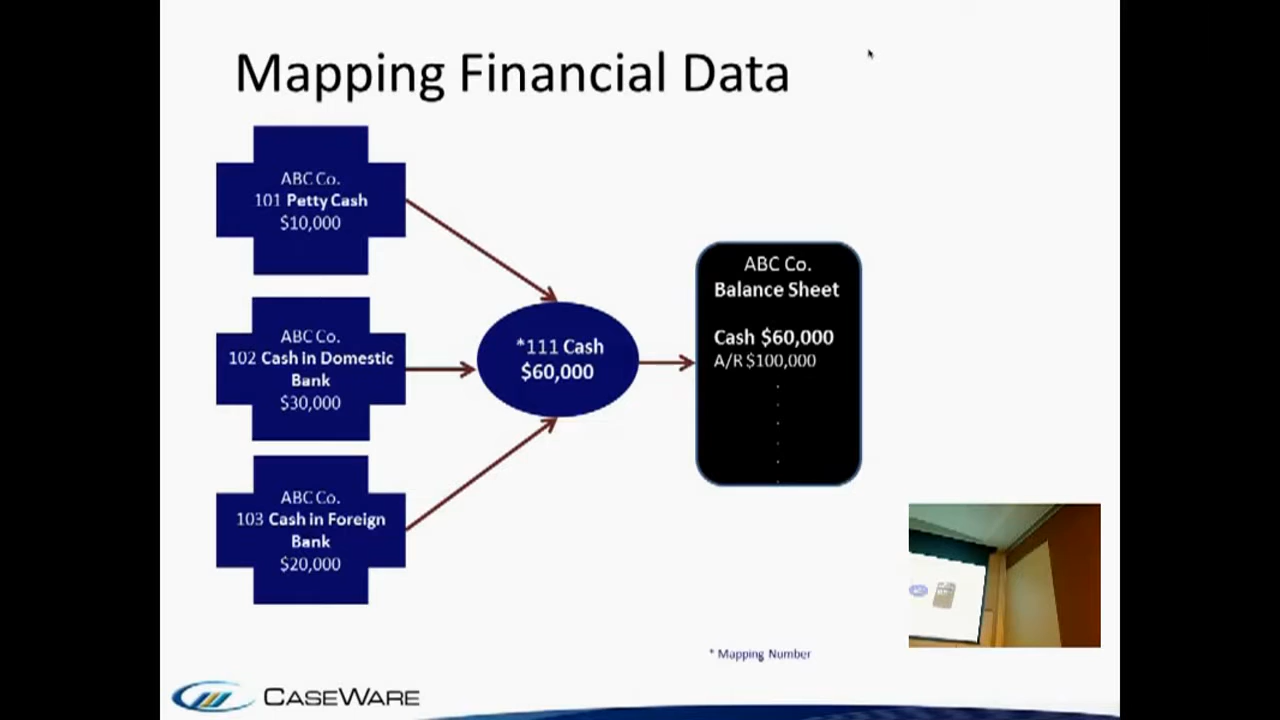 Mapping Financial Data
ABC Co.
101 Petty Cash
$10,000
ABC Co.
102 Cash in Domestic
Bank
$30,000
ABC Co.
103 Cash in Foreign
Bank
$20,000
*111 Cash
$60,000
ABC Co.
Balance Sheet
Cash $60,000
A/R $100,000
* Mapping Number
CASEWARE